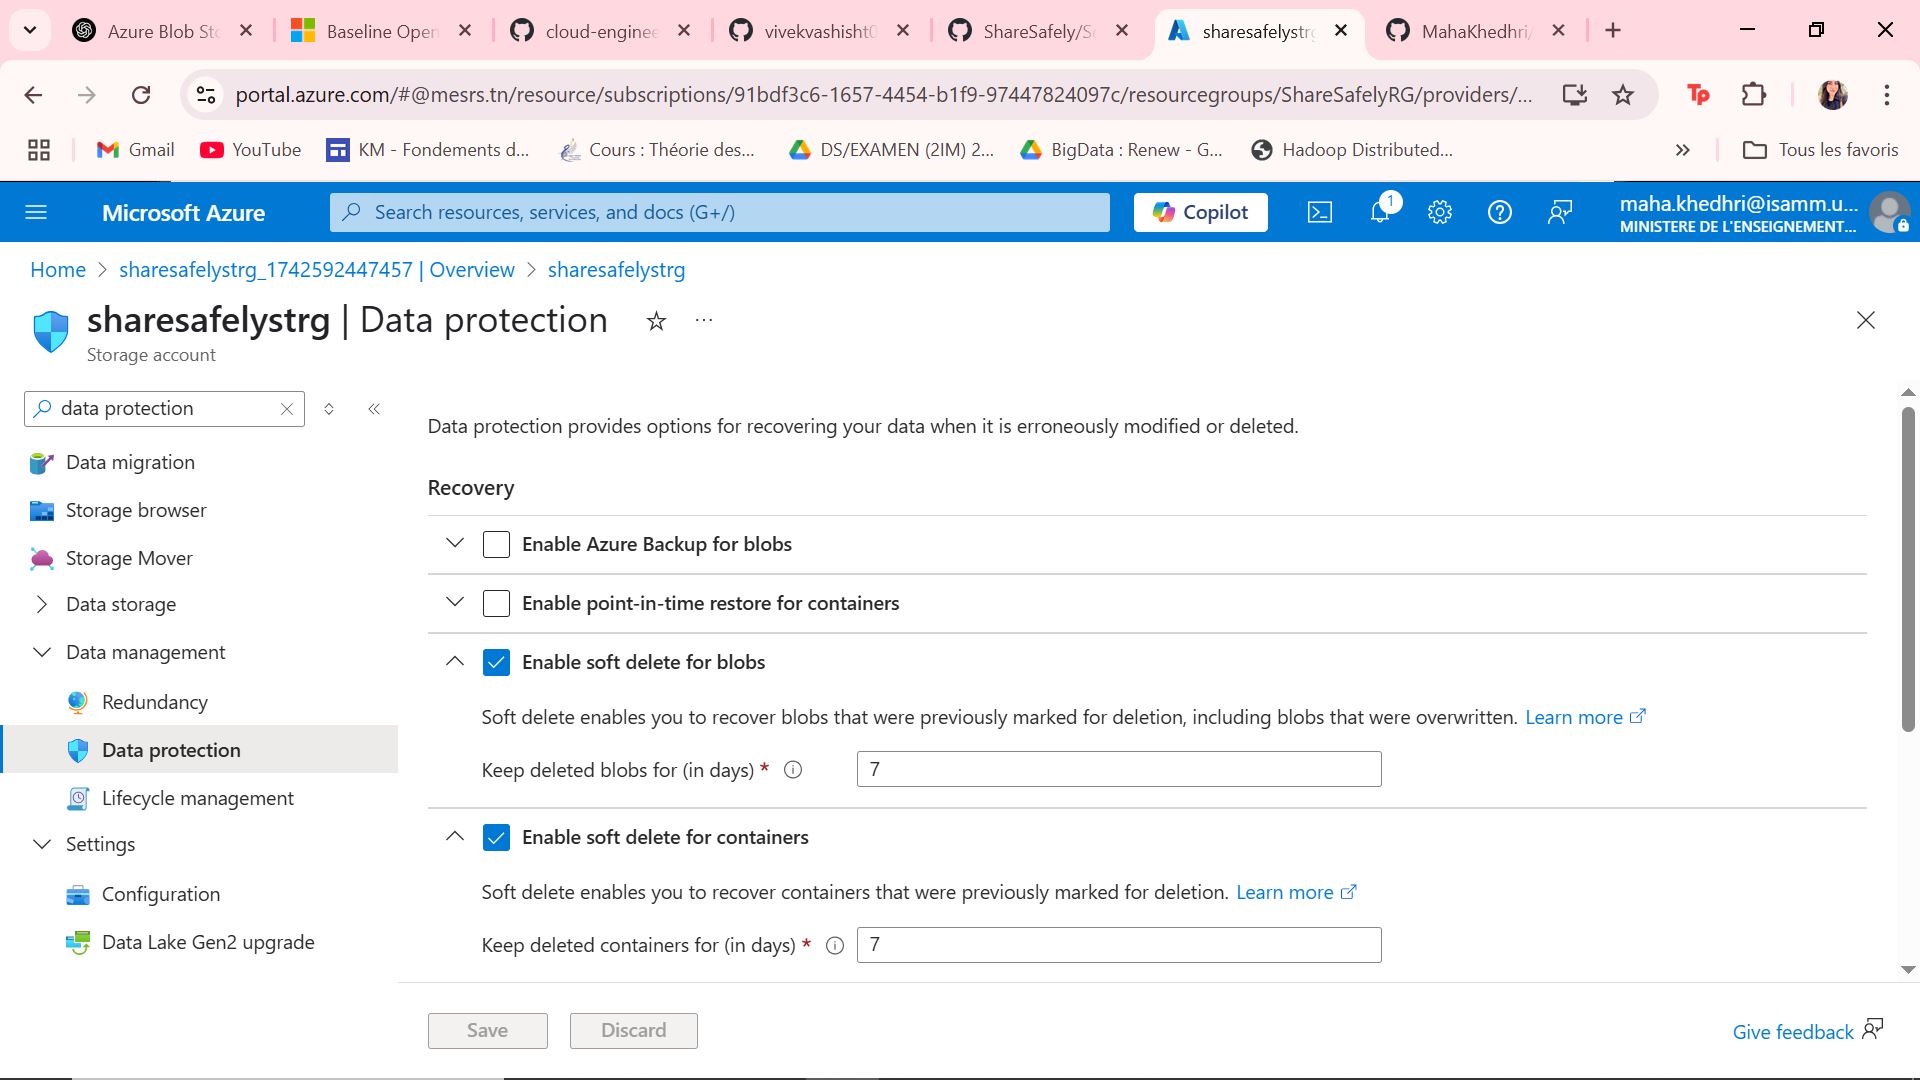 Azure Blob Sto
Baseline Open
cloud-enginee
vivekvashisht0
ShareSafely/Se
sharesafelystrg
MahaKhedhri/
portal.azure.com/#@mesrs.tn/resource/subscriptions/91bdf3c6-1657-4454-b1f9-97447824097c/resourcegroups/ShareSafelyRG/providers/...
Tp
Gmail
YouTube
KM - Fondements d...
Cours : Théorie des...
DS/EXAMEN (2IM) 2...
BigData : Renew - G...
Hadoop Distributed...
Tous les favoris
Microsoft Azure
Search resources, services, and docs (G+/)
Copilot
1
maha.khedhri@isamm.u...
MINISTERE DE L'ENSEIGNEMENT...
Home > sharesafelystrg_1742592447457 | Overview > sharesafelystrg
sharesafelystrg | Data protection
Storage account
data protection
Data migration
Storage browser
Storage Mover
Data storage
Data management
Redundancy
Data protection
Lifecycle management
Settings
Configuration
Data Lake Gen2 upgrade
Data protection provides options for recovering your data when it is erroneously modified or deleted.
Recovery
Enable Azure Backup for blobs
Enable point-in-time restore for containers
Enable soft delete for blobs
Soft delete enables you to recover blobs that were previously marked for deletion, including blobs that were overwritten. Learn more
Keep deleted blobs for (in days) * 7
Enable soft delete for containers
Soft delete enables you to recover containers that were previously marked for deletion. Learn more
Keep deleted containers for (in days) * 7
Save
Discard
Give feedback